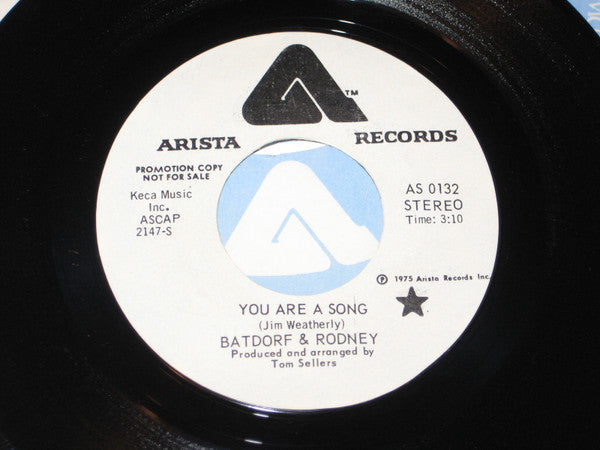 TM
ARISTA RECORDS
PROMOTION COPY
NOT FOR SALE
Keca Music
Inc.
ASCAP
2147-S
AS 0132
STEREO
Time: 3:10
Ⓟ 1975 Arista Records Inc.
YOU ARE A SONG
(Jim Weatherly)
BATDORF & RODNEY
Produced and arranged by
Tom Sellers